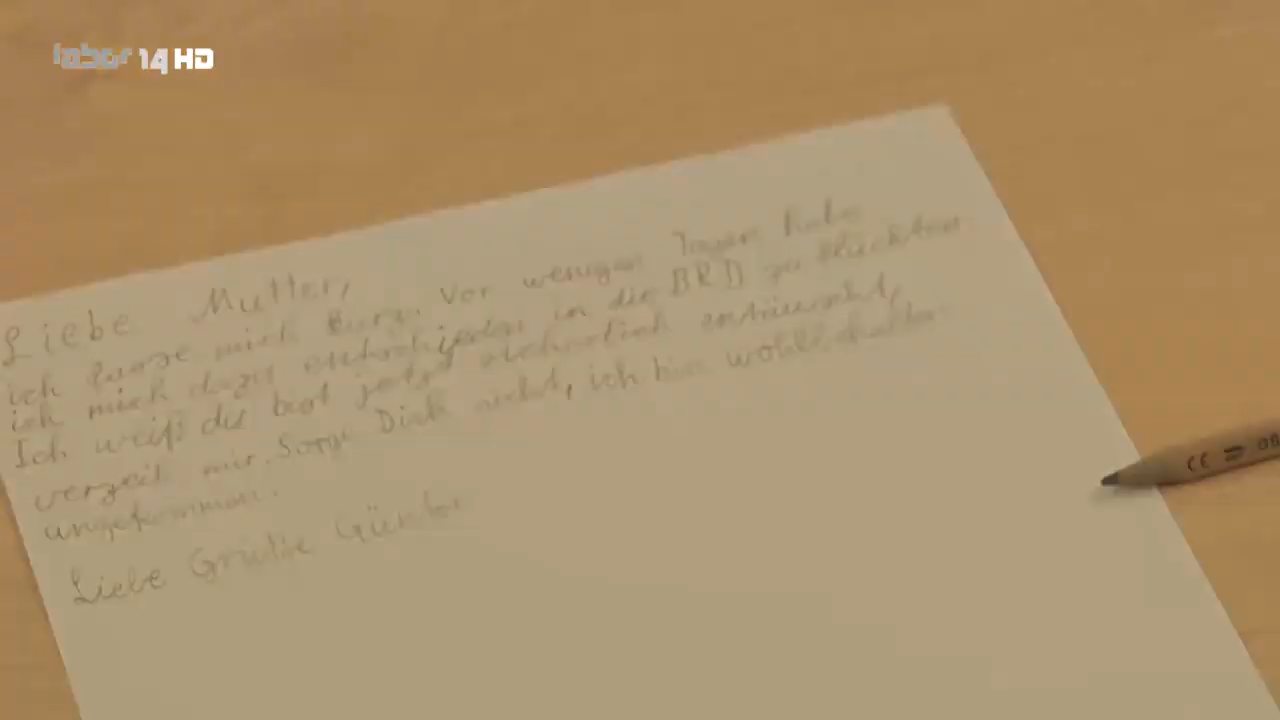 labor 14 HD
Liebe Mutter,
ich fasse mich kurz. Vor wenigen Tagen habe
ich mich dazu entschieden in die BRD zu flüchten.
Ich weiß du bist jetzt sicherlich enttäuscht,
verzeih mir. Sorge Dich nicht, ich bin wohlbehalten
angekommen.
Liebe Grüße Günter
CE